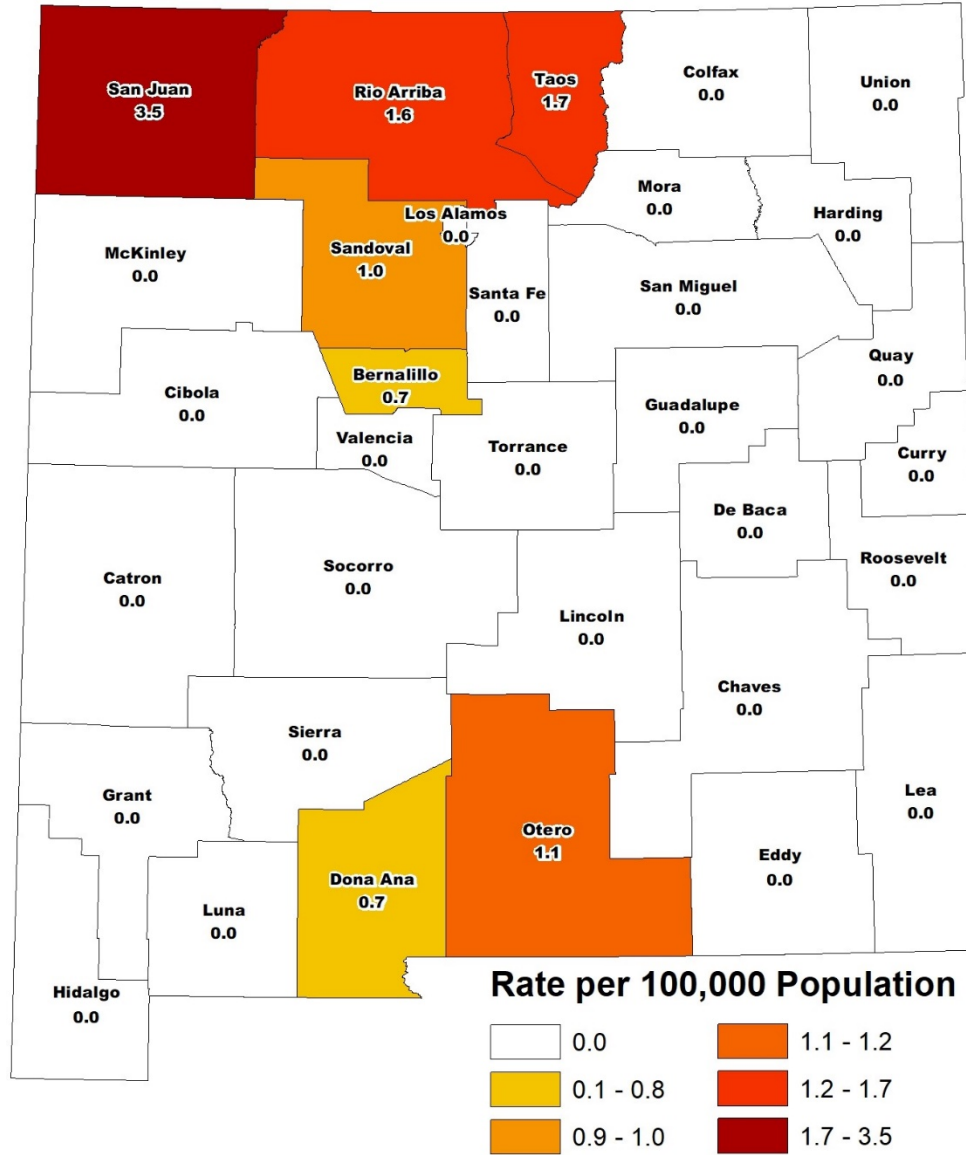 San Juan
3.5
Rio Arriba
1.6
Taos
1.7
Colfax
0.0
Union
0.0
Mora
0.0
Harding
0.0
Los Alamos
0.0
McKinley
0.0
Sandoval
1.0
Santa Fe
0.0
San Miguel
0.0
Quay
0.0
Cibola
0.0
Bernalillo
0.7
Guadalupe
0.0
Valencia
0.0
Torrance
0.0
Curry
0.0
De Baca
0.0
Roosevelt
0.0
Catron
0.0
Socorro
0.0
Lincoln
0.0
Chaves
0.0
Sierra
0.0
Grant
0.0
Lea
0.0
Otero
1.1
Eddy
0.0
Dona Ana
0.7
Luna
0.0
Hidalgo
0.0
Rate per 100,000 Population
0.0
0.1 - 0.8
0.9 - 1.0
1.1 - 1.2
1.2 - 1.7
1.7 - 3.5